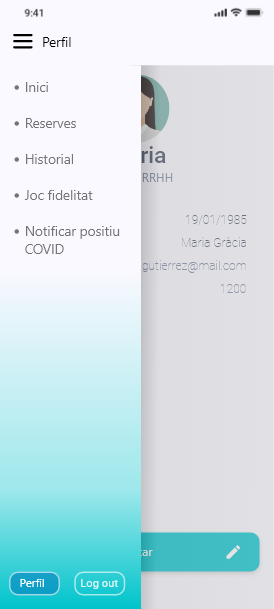 9:41
Perfil
Inici
Reserves
Historial
Joc fidelitat
Notificar positiu
COVID
ria
RRHH
19/01/1985
Maria Gràcia
gutierrez@mail.com
1200
tar
Perfil
Log out